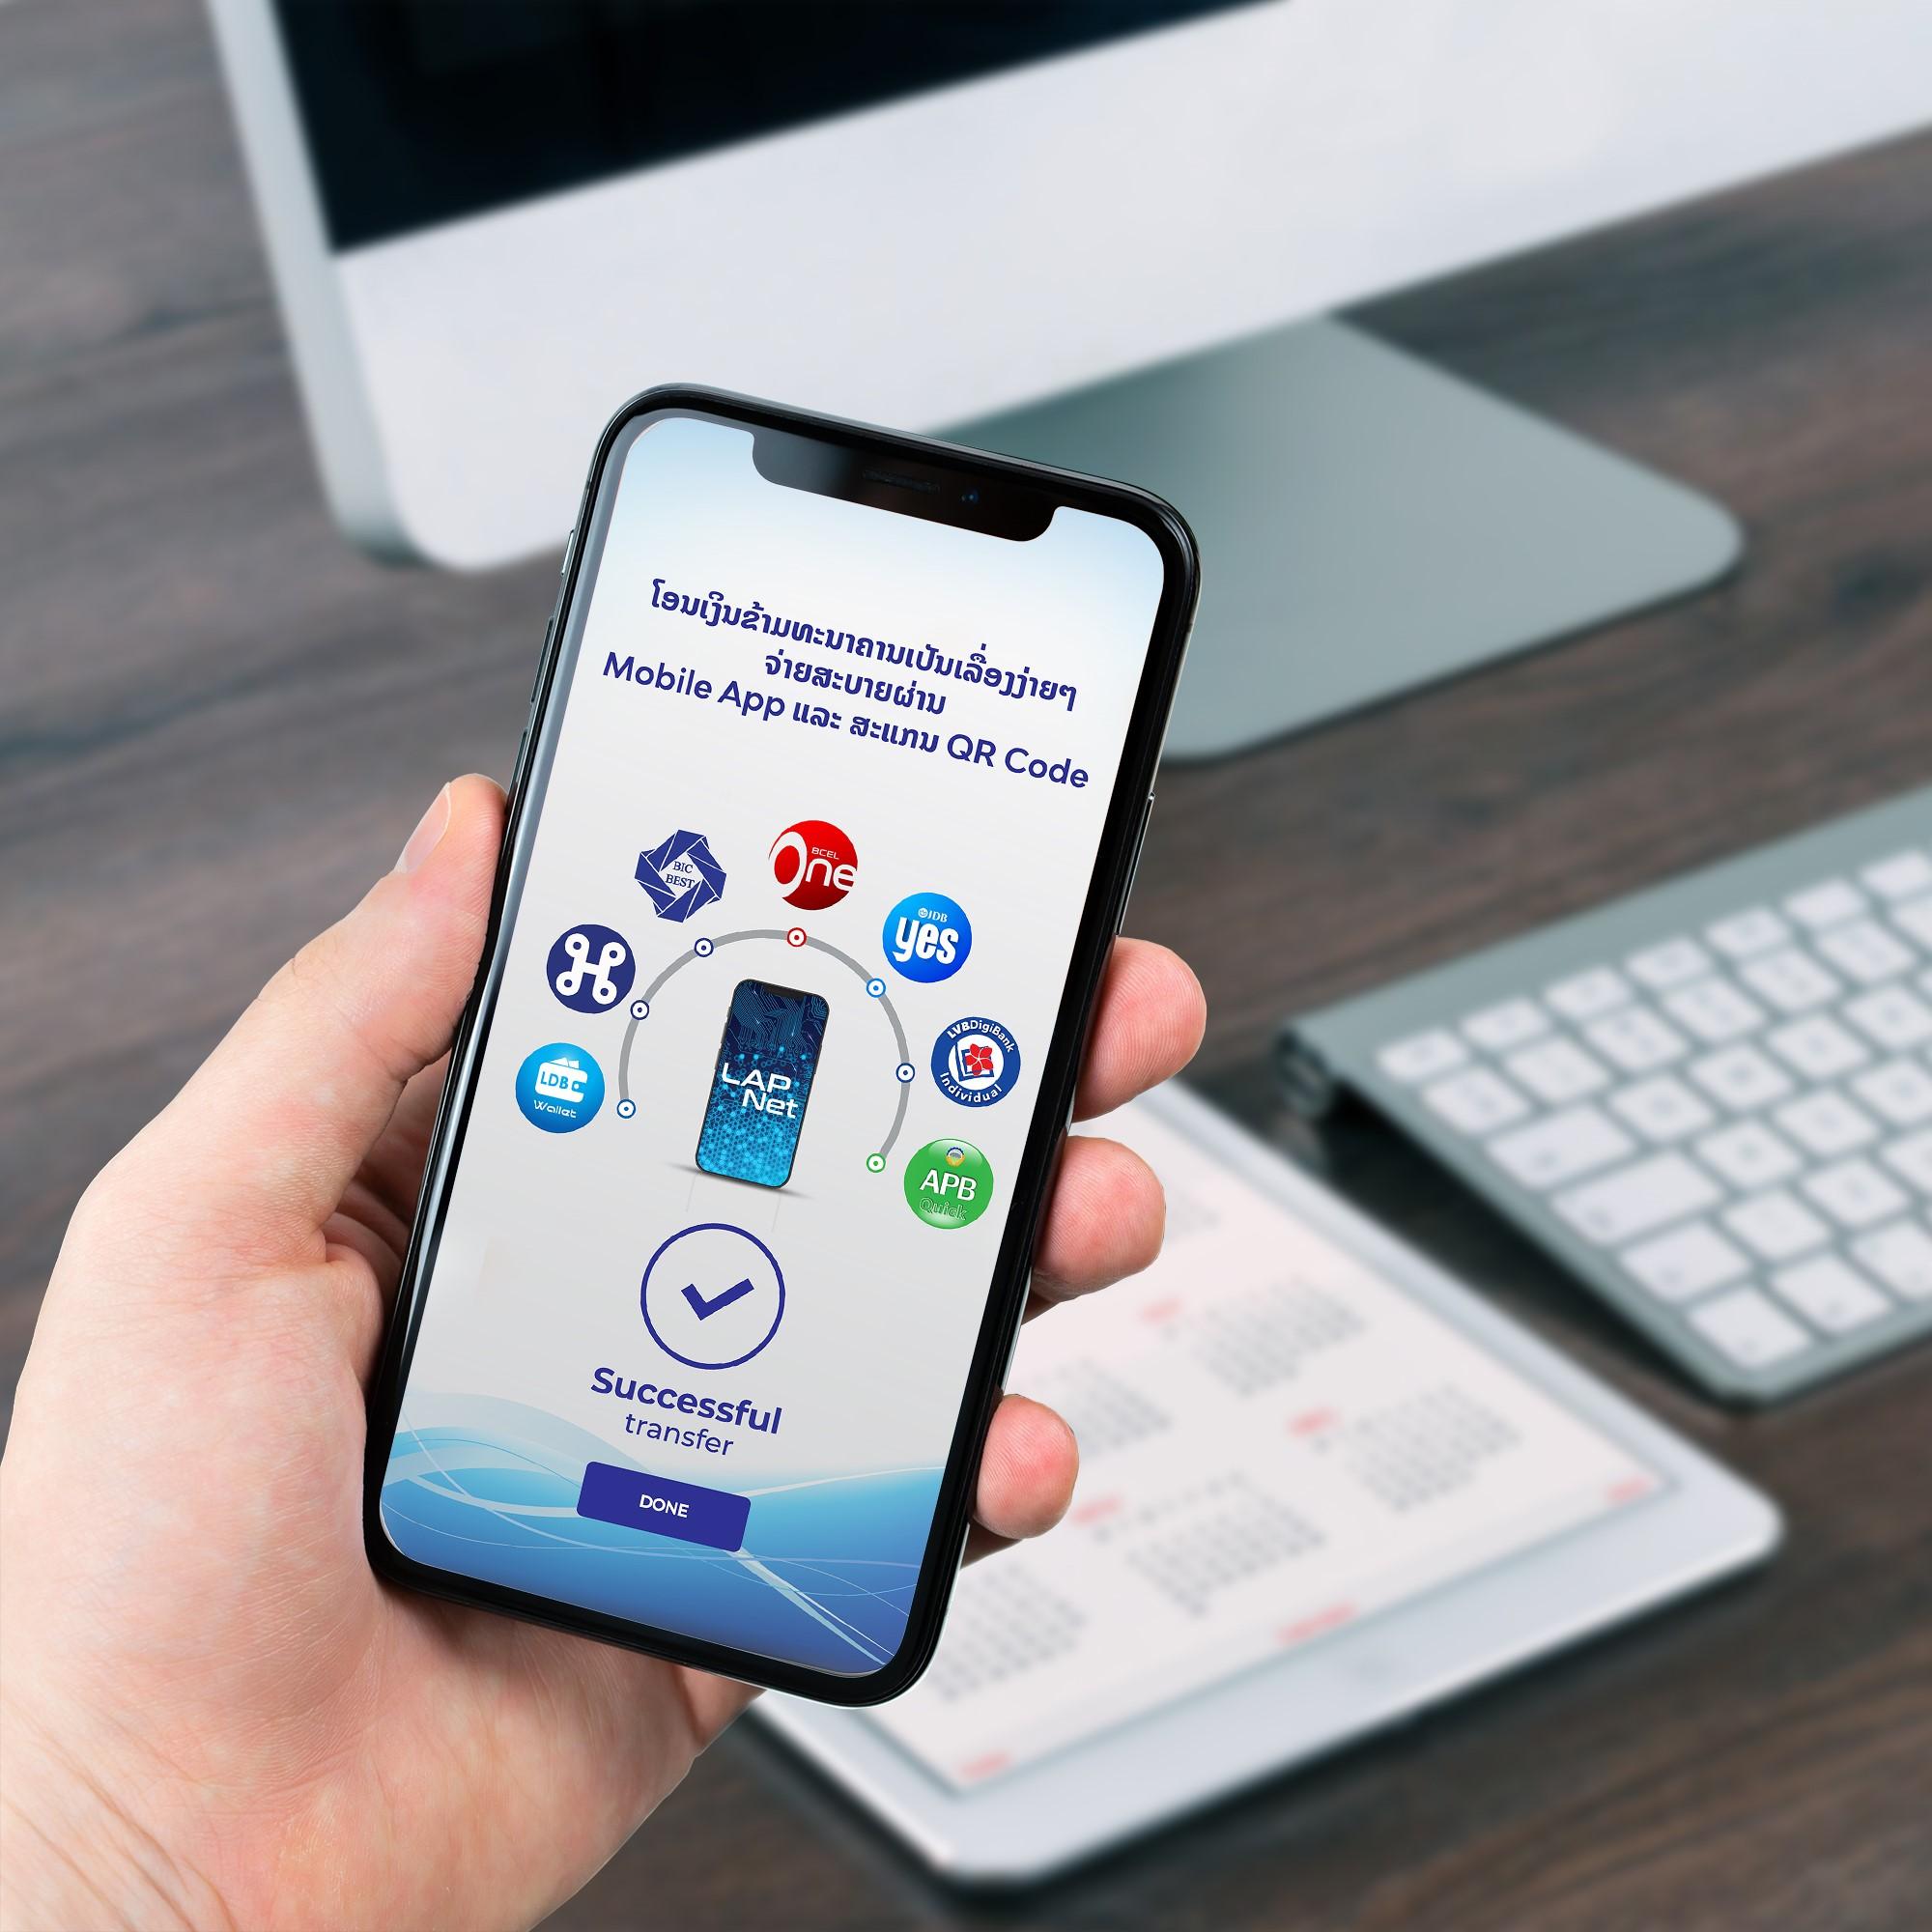 ໂອນເງິນຂ້າມທະນາຄານເປັນເລື່ອງງ່າຍໆ
ຈ່າຍສະບາຍຜ່ານ
Mobile App ແລະ ສະແກນ QR Code
BIC
BEST
BCEL
One
JDB
yes
LVBDigiBank
Individual
LDB
Wallet
LAP
Net
APB
Quick
Successful
transfer
DONE